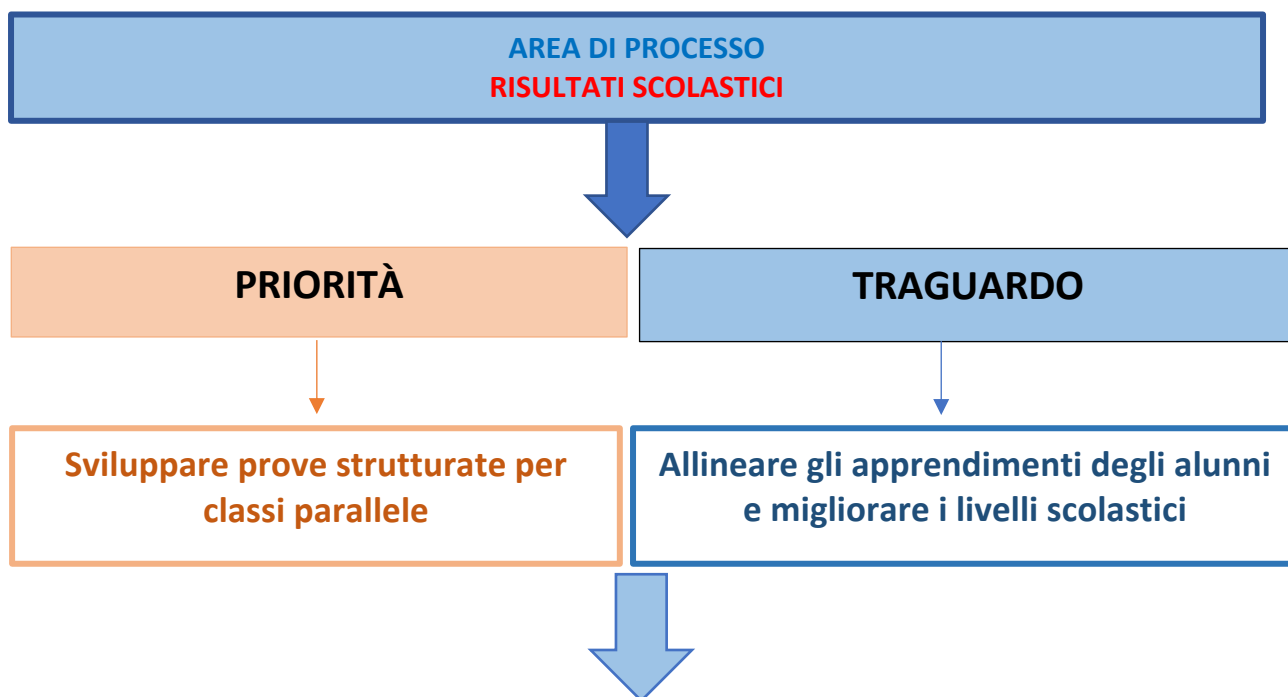 AREA DI PROCESSO
RISULTATI SCOLASTICI
PRIORITÀ
TRAGUARDO
Sviluppare prove strutturate per
classi parallele
Allineare gli apprendimenti degli alunni
e migliorare i livelli scolastici